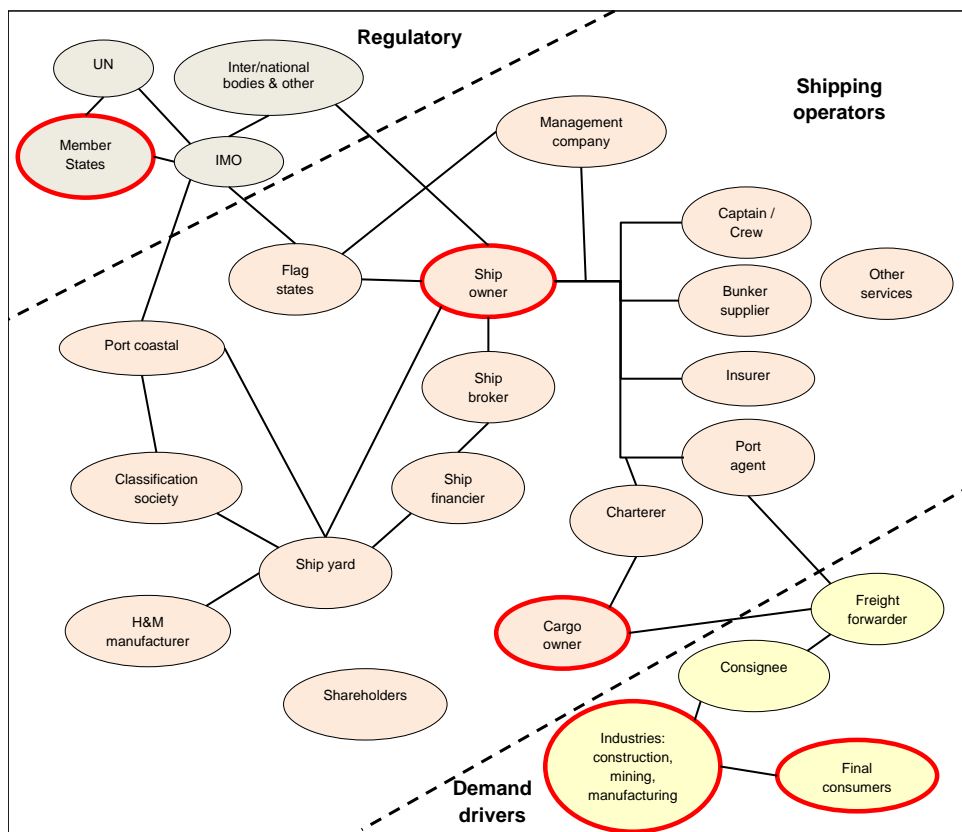 Regulatory
UN
Inter/national
bodies & other
Shipping
operators
Member
States
IMO
Management
company
Captain /
Crew
Flag
states
Ship
owner
Other
services
Bunker
supplier
Port coastal
Ship
broker
Insurer
Port
agent
Classification
society
Ship
financier
Charterer
Ship yard
Freight
forwarder
H&M
manufacturer
Cargo
owner
Consignee
Shareholders
Industries:
construction,
mining,
manufacturing
Final
consumers
Demand
drivers